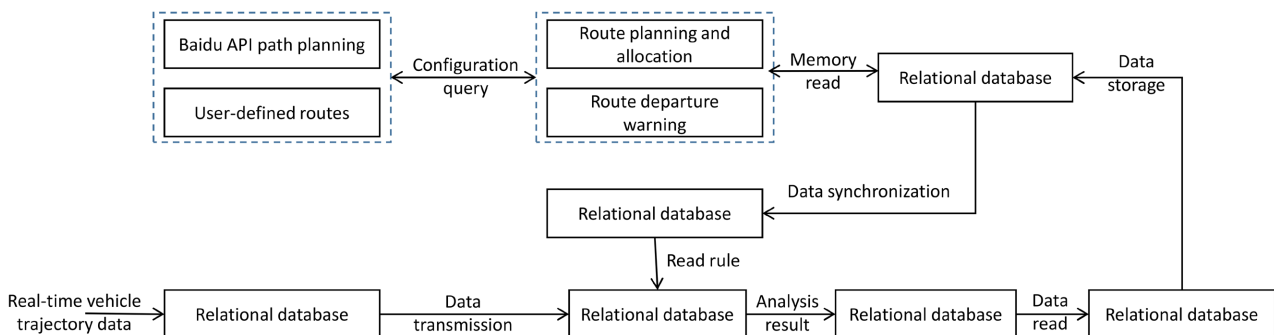 Baidu API path planning
User-defined routes
Configuration
query
Route planning and
allocation
Route departure
warning
Memory
read
Relational database
Data
storage
Data synchronization
Relational database
Read rule
Real-time vehicle
trajectory data
Relational database
Data
transmission
Relational database
Analysis
result
Relational database
Data
read
Relational database